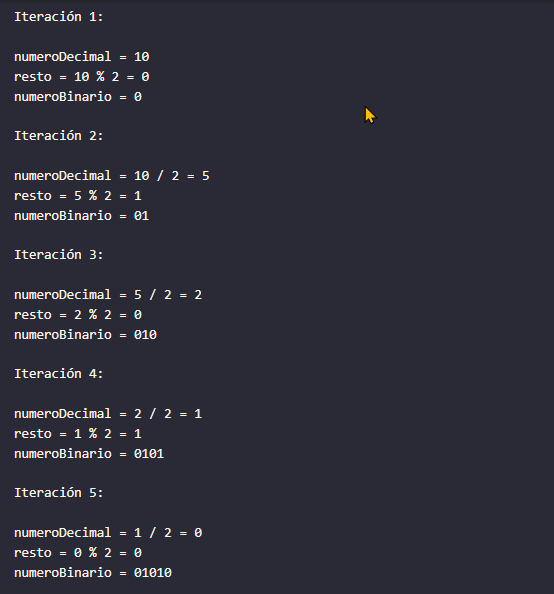 Iteración 1:
numeroDecimal = 10
resto = 10 % 2 = 0
numeroBinario = 0
Iteración 2:
numeroDecimal = 10 / 2 = 5
resto = 5 % 2 = 1
numeroBinario = 01
Iteración 3:
numeroDecimal = 5 / 2 = 2
resto = 2 % 2 = 0
numeroBinario = 010
Iteración 4:
numeroDecimal = 2 / 2 = 1
resto = 1 % 2 = 1
numeroBinario = 0101
Iteración 5:
numeroDecimal = 1 / 2 = 0
resto = 0 % 2 = 0
numeroBinario = 01010